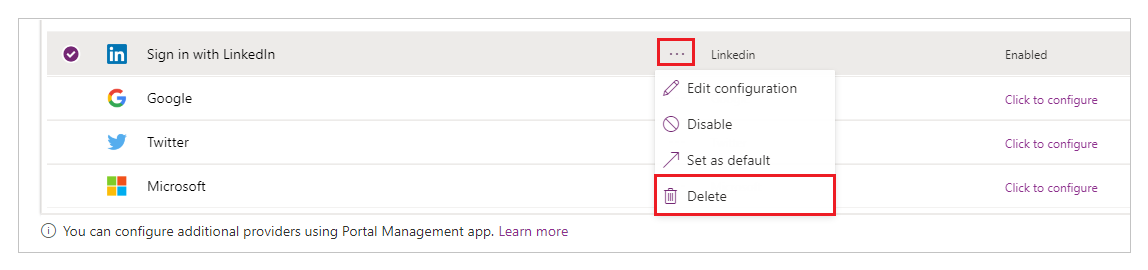 Sign in with LinkedIn ··· Linkedin Enabled
Edit configuration
Google Click to configure
Disable
Twitter Click to configure
Set as default
Microsoft Click to configure
Delete
You can configure additional providers using Portal Management app. Learn more